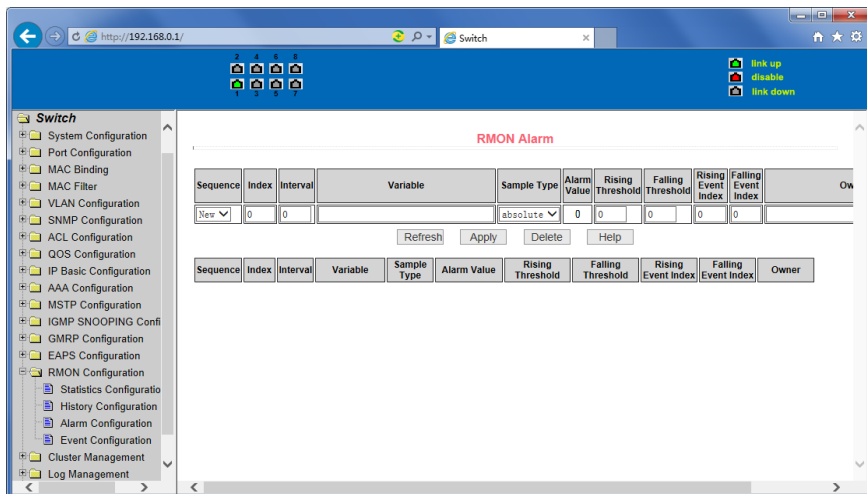 http://192.168.0.1/
Switch
2 4 6 8
1 3 5 7
link up
disable
link down
Switch
System Configuration
Port Configuration
MAC Binding
MAC Filter
VLAN Configuration
SNMP Configuration
ACL Configuration
QOS Configuration
IP Basic Configuration
AAA Configuration
MSTP Configuration
IGMP SNOOPING Confi
GMRP Configuration
EAPS Configuration
RMON Configuration
Statistics Configuratio
History Configuration
Alarm Configuration
Event Configuration
Cluster Management
Log Management
RMON Alarm
Sequence Index Interval Variable Sample Type Alarm Value Rising Threshold Falling Threshold Rising Event Index Falling Event Index Ow
New 0 0 absolute 0 0 0 0 0
Refresh Apply Delete Help
Sequence Index Interval Variable Sample Type Alarm Value Rising Threshold Falling Threshold Rising Event Index Falling Event Index Owner